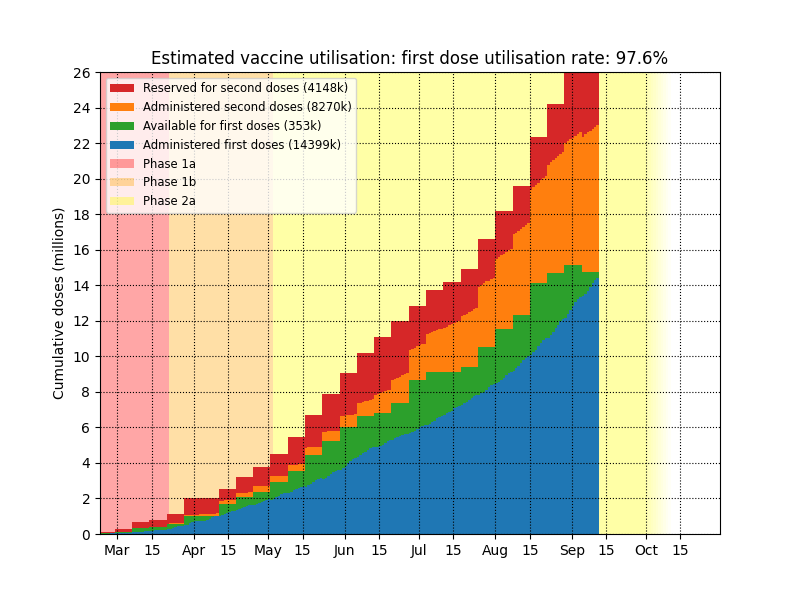 Estimated vaccine utilisation: first dose utilisation rate: 97.6%
Cumulative doses (millions)
26
24
22
20
18
16
14
12
10
8
6
4
2
0
Reserved for second doses (4148k)
Administered second doses (8270k)
Available for first doses (353k)
Administered first doses (14399k)
Phase 1a
Phase 1b
Phase 2a
Mar 15 Apr 15 May 15 Jun 15 Jul 15 Aug 15 Sep 15 Oct 15